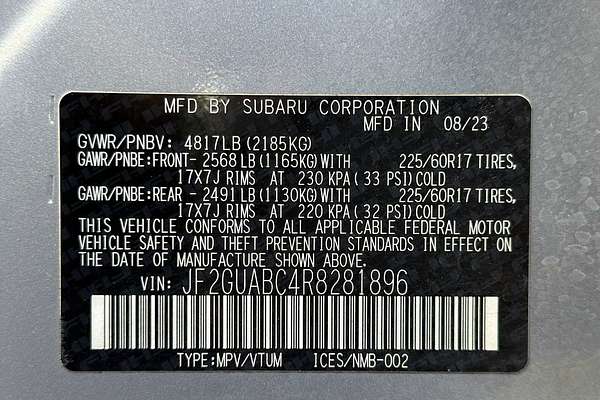 MFD BY SUBARU CORPORATION
MFD IN 08/23
GVWR/PNBV: 4817LB (2185KG)
GAWR/PNBE:FRONT- 2568 LB (1165KG) WITH 225/60R17 TIRES,
17X7J RIMS AT 230 KPA (33 PSI) COLD
GAWR/PNBE:REAR - 2491 LB (1130KG) WITH 225/60R17 TIRES,
17X7J RIMS AT 220 KPA (32 PSI) COLD
THIS VEHICLE CONFORMS TO ALL APPLICABLE FEDERAL MOTOR
VEHICLE SAFETY AND THEFT PREVENTION STANDARDS IN EFFECT ON
THE DATE OF MANUFACTURE SHOWN ABOVE.
VIN: JF2GUABC4R8281896
TYPE:MPV/VTUM ICES/NMB-002